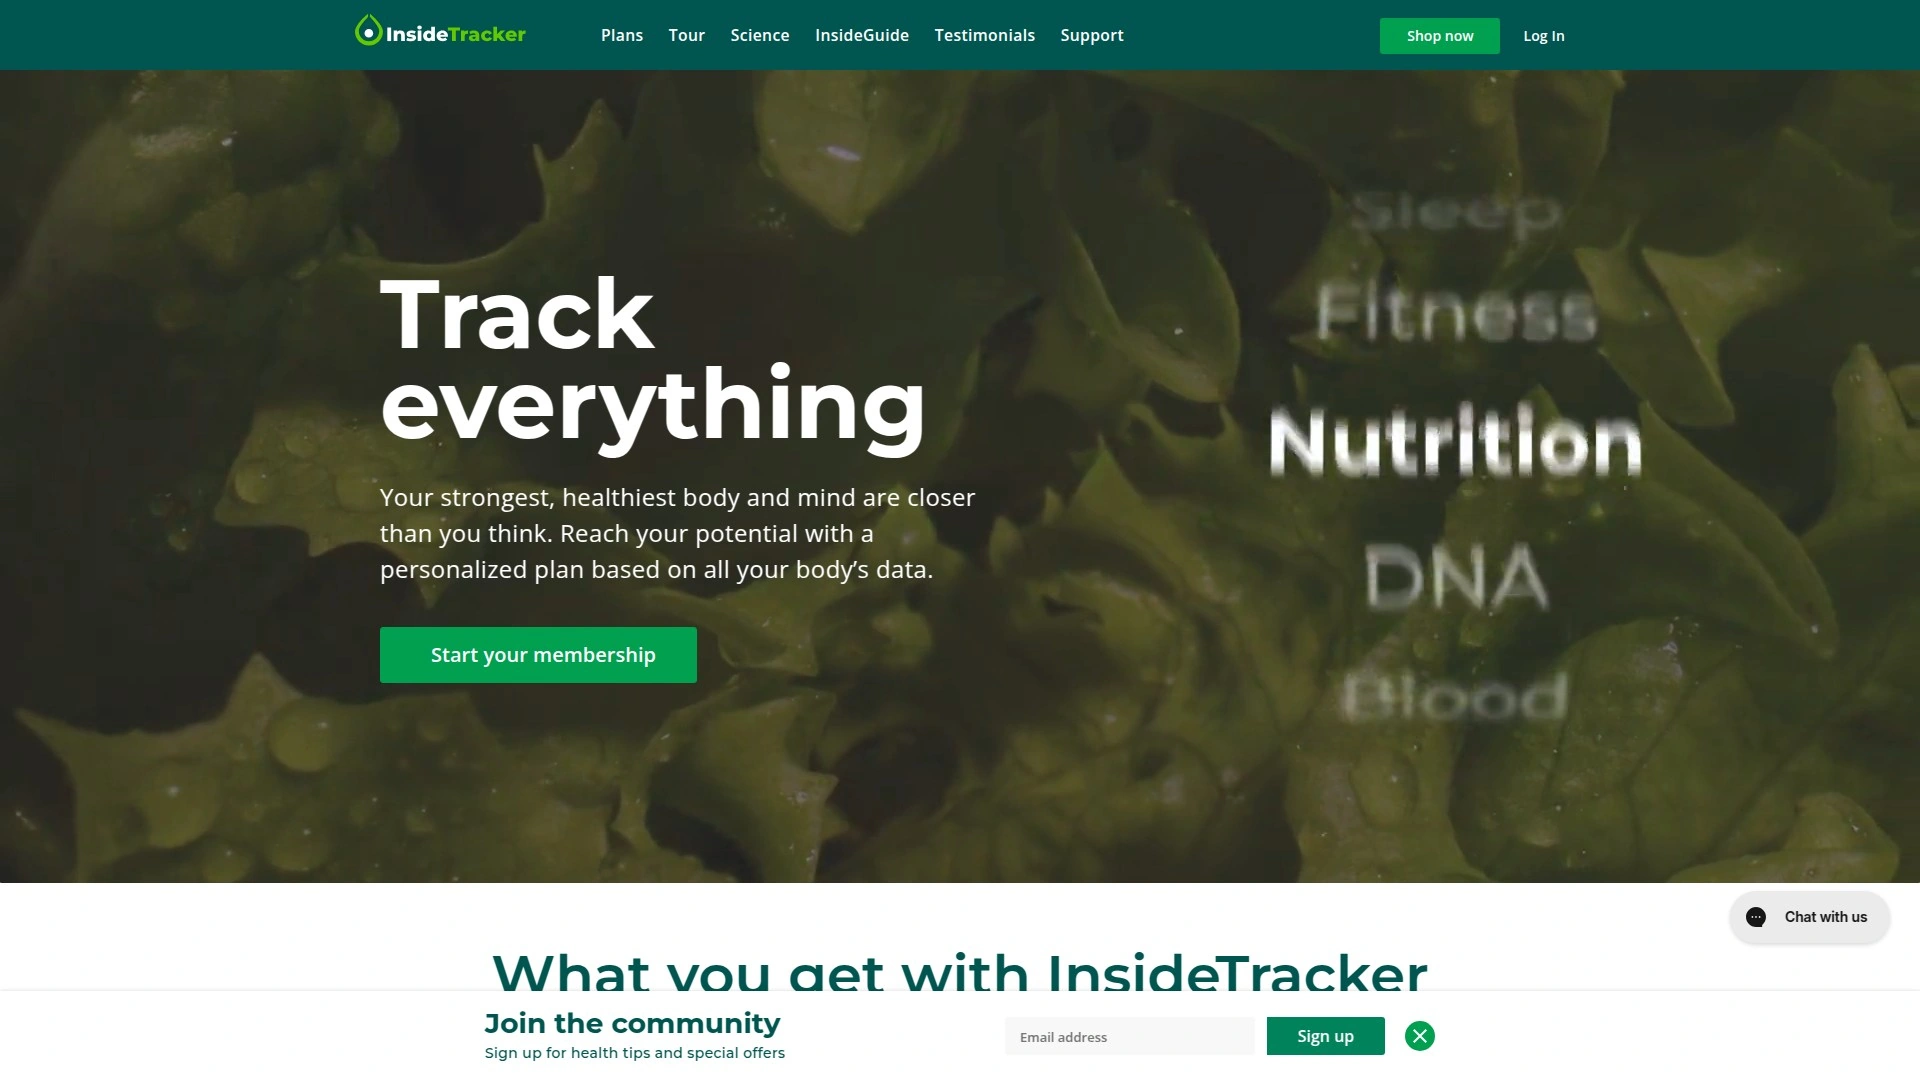 InsideTracker
Plans
Tour
Science
InsideGuide
Testimonials
Support
Shop now
Log In
Track
everything
Your strongest, healthiest body and mind are closer
than you think. Reach your potential with a
personalized plan based on all your body’s data.
Start your membership
Sleep
Fitness
Nutrition
DNA
Blood
Chat with us
What you get with InsideTracker
Join the community
Sign up for health tips and special offers
Email address
Sign up